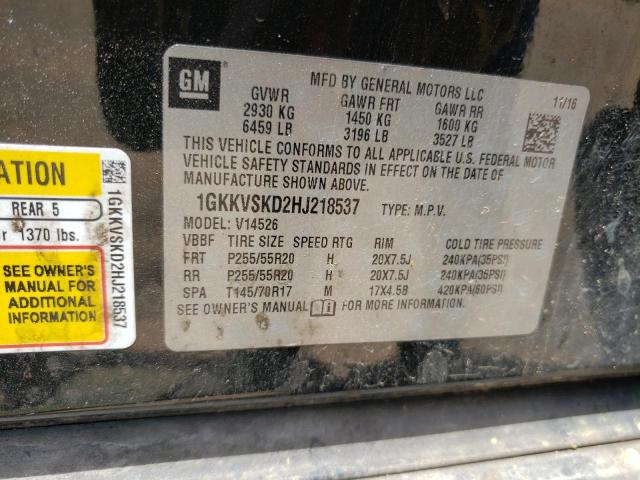 GM
MFD BY GENERAL MOTORS LLC
GVWR GAWR FRT GAWR RR 11/16
2930 KG 1450 KG 1600 KG
6459 LB 3196 LB 3527 LB
THIS VEHICLE CONFORMS TO ALL APPLICABLE U.S. FEDERAL MOTOR
VEHICLE SAFETY STANDARDS IN EFFECT ON THE DATE OF
MANUFACTURE SHOWN ABOVE.
1GKKVSKD2HJ218537 TYPE: M.P.V.
MODEL: V14526
VBBF TIRE SIZE SPEED RTG RIM COLD TIRE PRESSURE
FRT P255/55R20 H 20X7.5J 240KPA(35PSI)
RR P255/55R20 H 20X7.5J 240KPA(35PSI)
SPA T145/70R17 M 17X4.5B 420KPA(60PSI)
SEE OWNER'S MANUAL FOR MORE INFORMATION
ATION
REAR 5
r 1370 lbs.
SEE OWNER'S
MANUAL FOR
ADDITIONAL
INFORMATION
1GKKVSKD2HJ218537